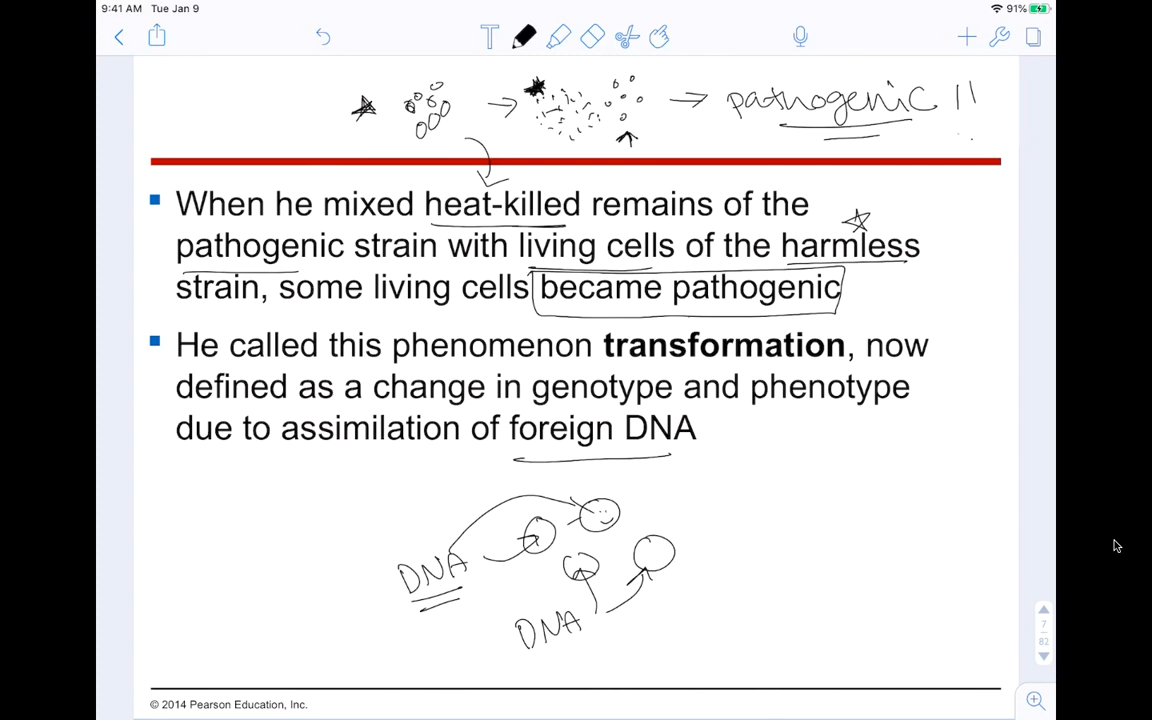 9:41 AM Tue Jan 9
91%
T
pathogenic !!
When he mixed heat-killed remains of the
pathogenic strain with living cells of the harmless
strain, some living cells became pathogenic
He called this phenomenon transformation, now
defined as a change in genotype and phenotype
due to assimilation of foreign DNA
DNA
DNA
7
82
© 2014 Pearson Education, Inc.